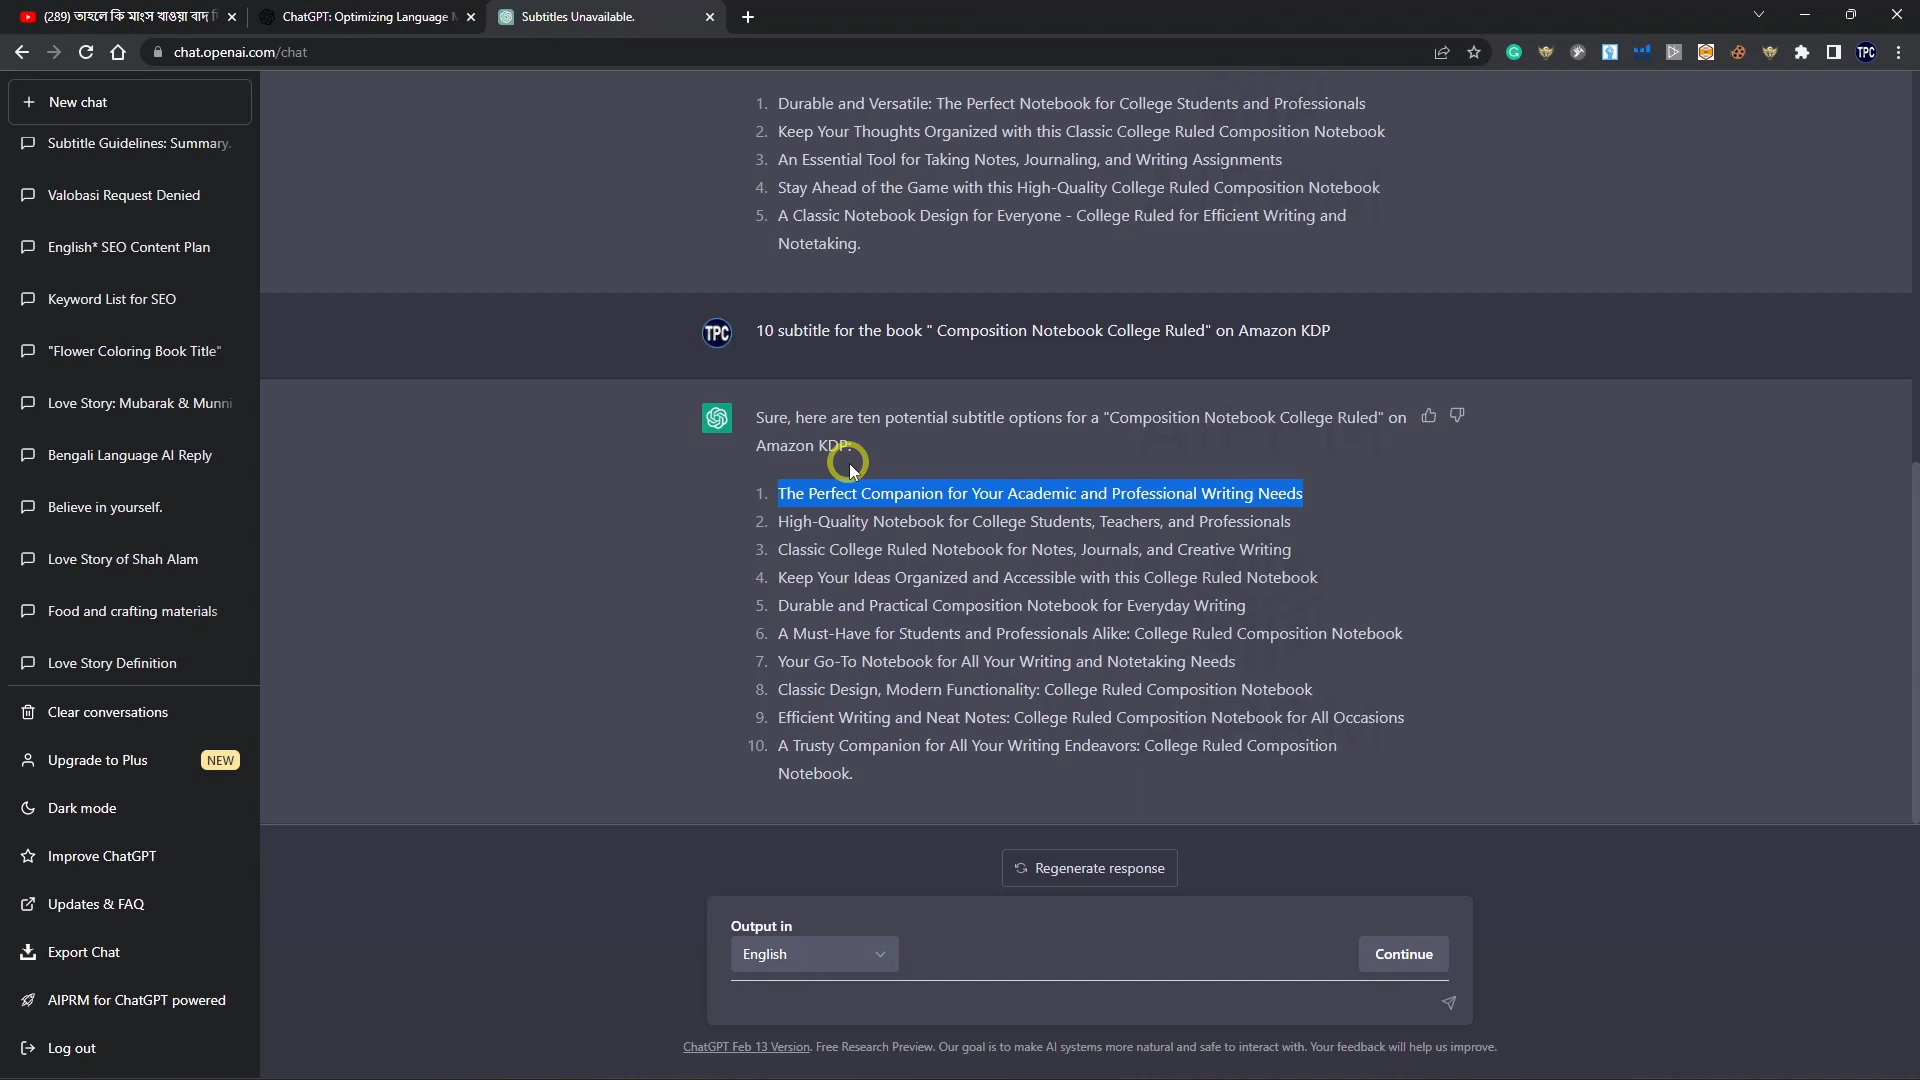 (289) তাহলে কি মাংস খাওয়া বাদ
ChatGPT: Optimizing Language
Subtitles Unavailable.
chat.openai.com/chat
TPC
New chat
Subtitle Guidelines: Summary.
Valobasi Request Denied
English* SEO Content Plan
Keyword List for SEO
"Flower Coloring Book Title"
Love Story: Mubarak & Munni
Bengali Language AI Reply
Believe in yourself.
Love Story of Shah Alam
Food and crafting materials
Love Story Definition
Clear conversations
Upgrade to Plus NEW
Dark mode
Improve ChatGPT
Updates & FAQ
Export Chat
AIPRM for ChatGPT powered
Log out
1. Durable and Versatile: The Perfect Notebook for College Students and Professionals
2. Keep Your Thoughts Organized with this Classic College Ruled Composition Notebook
3. An Essential Tool for Taking Notes, Journaling, and Writing Assignments
4. Stay Ahead of the Game with this High-Quality College Ruled Composition Notebook
5. A Classic Notebook Design for Everyone - College Ruled for Efficient Writing and
Notetaking.
TPC
10 subtitle for the book " Composition Notebook College Ruled" on Amazon KDP
Sure, here are ten potential subtitle options for a "Composition Notebook College Ruled" on
Amazon KDP:
1. The Perfect Companion for Your Academic and Professional Writing Needs
2. High-Quality Notebook for College Students, Teachers, and Professionals
3. Classic College Ruled Notebook for Notes, Journals, and Creative Writing
4. Keep Your Ideas Organized and Accessible with this College Ruled Notebook
5. Durable and Practical Composition Notebook for Everyday Writing
6. A Must-Have for Students and Professionals Alike: College Ruled Composition Notebook
7. Your Go-To Notebook for All Your Writing and Notetaking Needs
8. Classic Design, Modern Functionality: College Ruled Composition Notebook
9. Efficient Writing and Neat Notes: College Ruled Composition Notebook for All Occasions
10. A Trusty Companion for All Your Writing Endeavors: College Ruled Composition
Notebook.
Regenerate response
Output in
English
Continue
ChatGPT Feb 13 Version. Free Research Preview. Our goal is to make AI systems more natural and safe to interact with. Your feedback will help us improve.